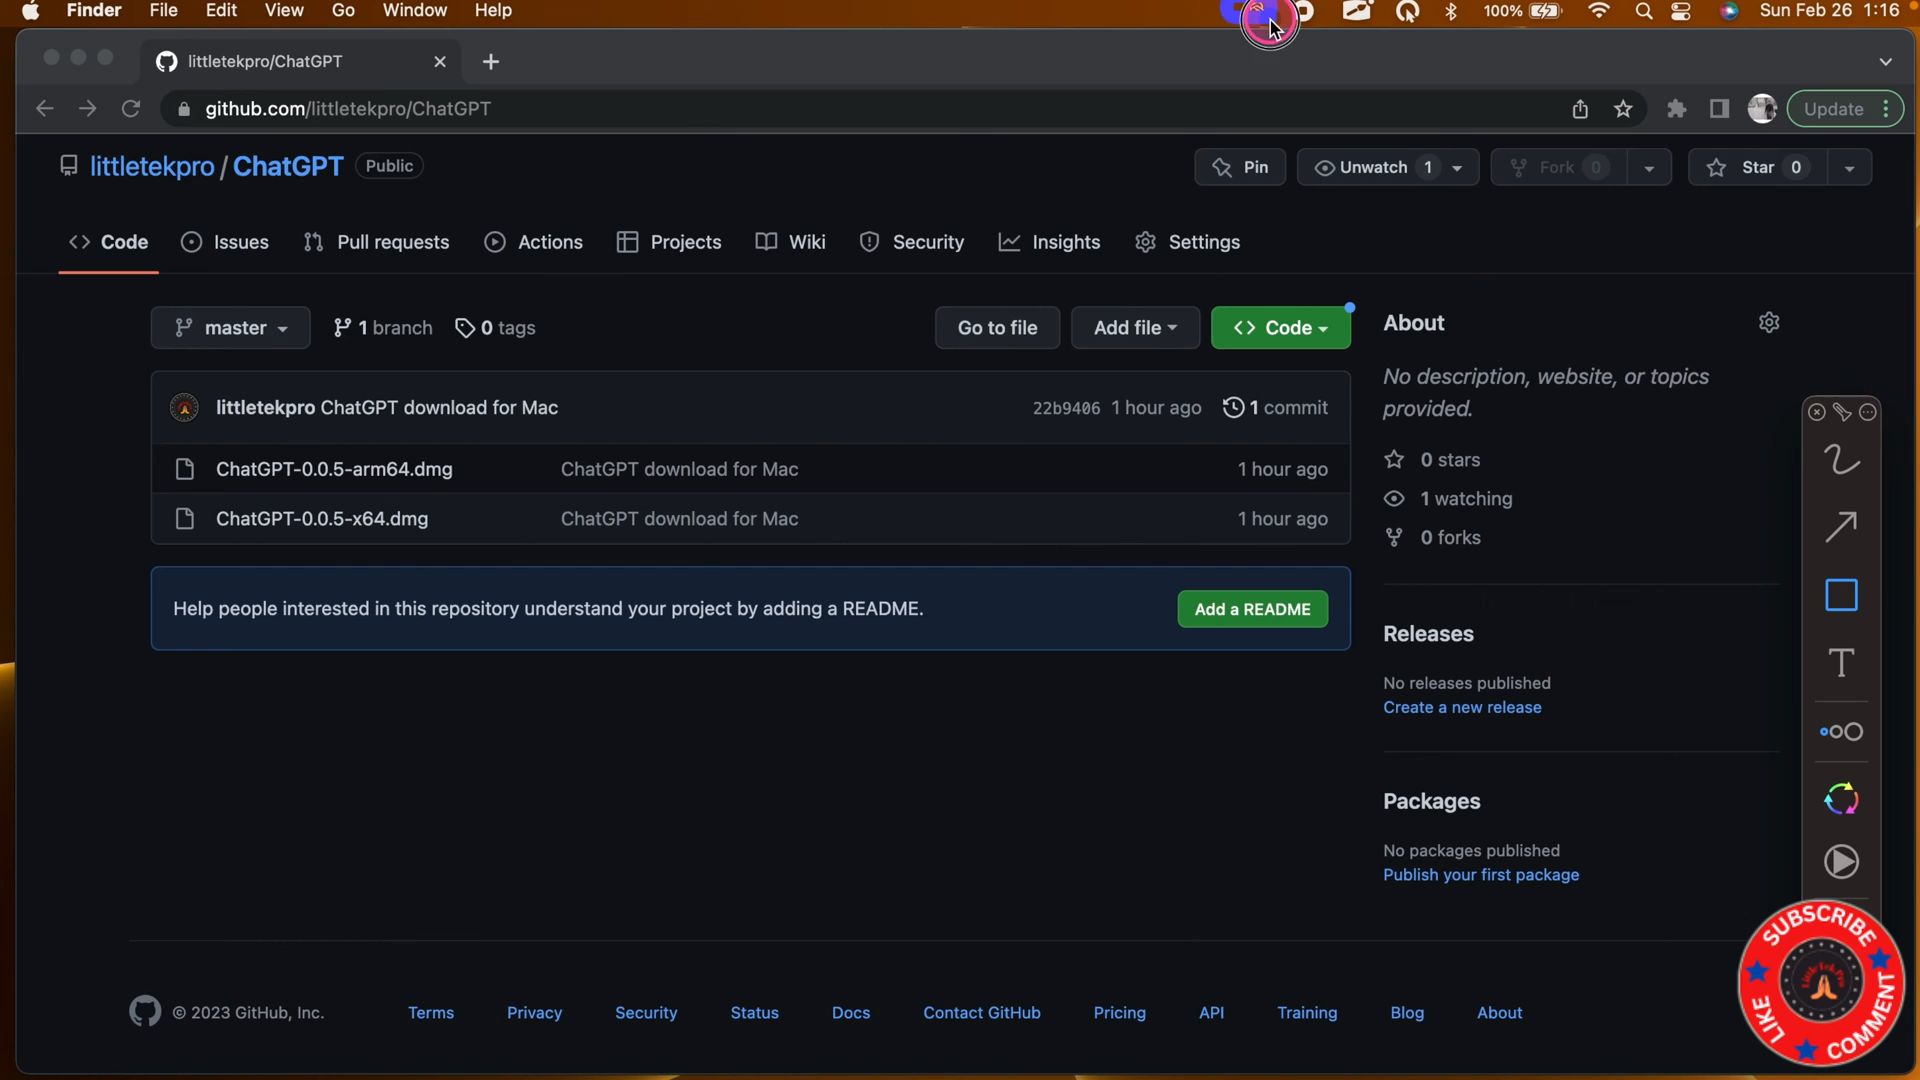 Finder File Edit View Go Window Help 100% Sun Feb 26 1:16
littletekpro/ChatGPT
github.com/littletekpro/ChatGPT Update
littletekpro / ChatGPT Public Pin Unwatch 1 Fork 0 Star 0
Code Issues Pull requests Actions Projects Wiki Security Insights Settings
master 1 branch 0 tags Go to file Add file Code
littletekpro ChatGPT download for Mac 22b9406 1 hour ago 1 commit
ChatGPT-0.0.5-arm64.dmg ChatGPT download for Mac 1 hour ago
ChatGPT-0.0.5-x64.dmg ChatGPT download for Mac 1 hour ago
Help people interested in this repository understand your project by adding a README. Add a README
About
No description, website, or topics
provided.
0 stars
1 watching
0 forks
Releases
No releases published
Create a new release
Packages
No packages published
Publish your first package
T
SUBSCRIBE
LittleTekPro
LIKE
COMMENT
© 2023 GitHub, Inc. Terms Privacy Security Status Docs Contact GitHub Pricing API Training Blog About